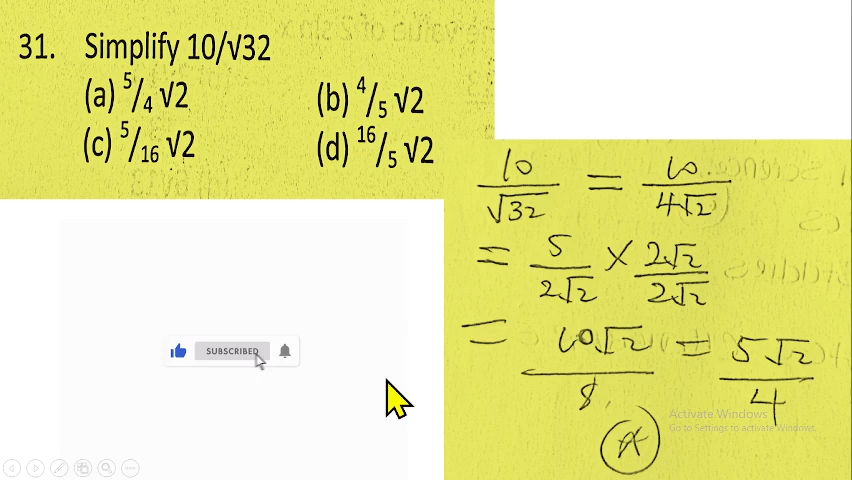 31. Simplify 10/√32
(a) ⁵/₄ √2 (b) ⁴/₅ √2
(c) ⁵/₁₆ √2 (d) ¹⁶/₅ √2
10/√32 = 10/4√2
= 5/2√2 × 2√2/2√2
= 10√2/8 = 5√2/4
A
SUBSCRIBED
Activate Windows
Go to Settings to activate Windows.